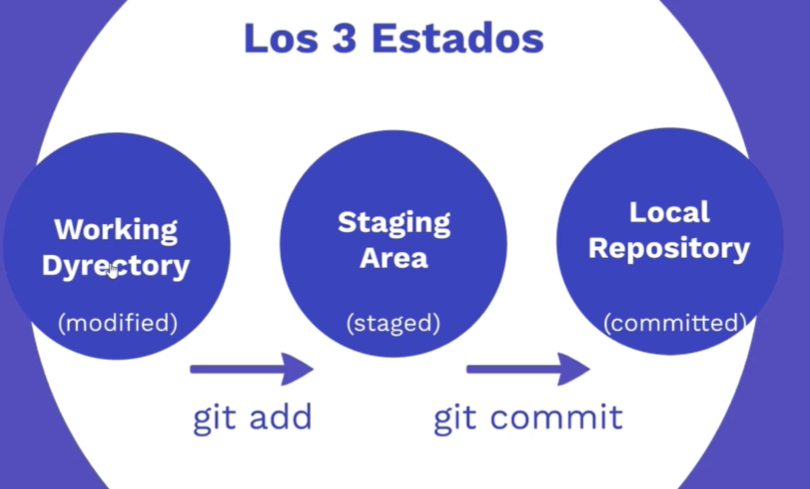 Los 3 Estados
Working
Dyrectory
(modified)
Staging
Area
(staged)
Local
Repository
(committed)
git add
git commit